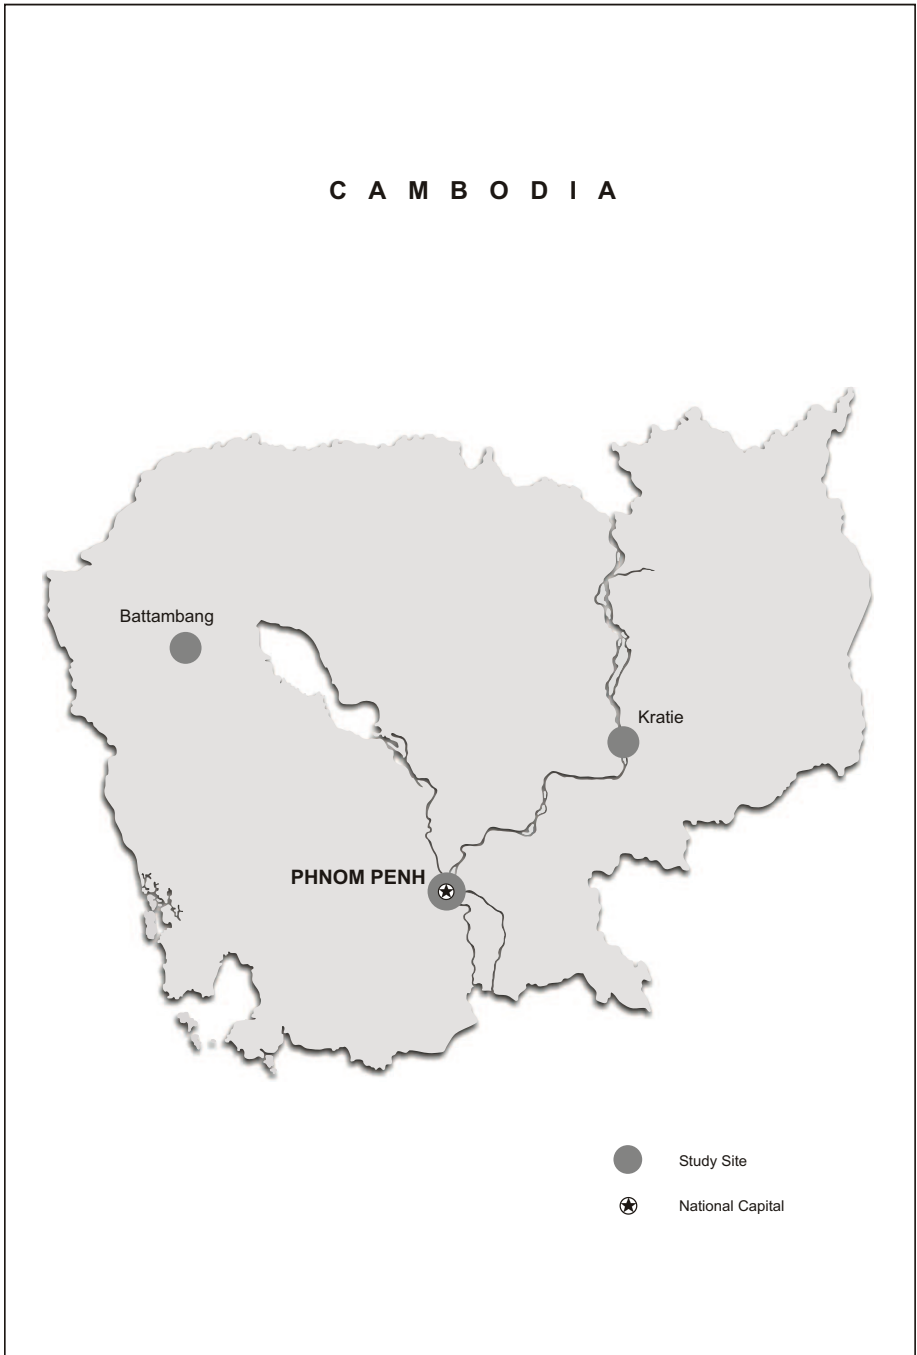 C A M B O D I A
Battambang
Kratie
PHNOM PENH
Study Site
National Capital